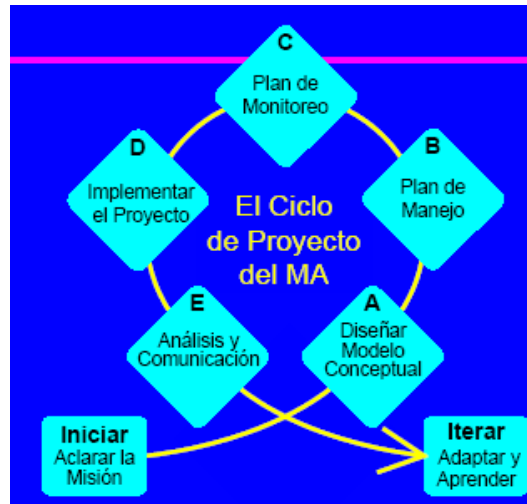 C
Plan de
Monitoreo
D
Implementar
el Proyecto
B
Plan de
Manejo
El Ciclo
de Proyecto
del MA
E
Análisis y
Comunicación
A
Diseñar
Modelo
Conceptual
Iniciar
Aclarar la
Misión
Iterar
Adaptar y
Aprender